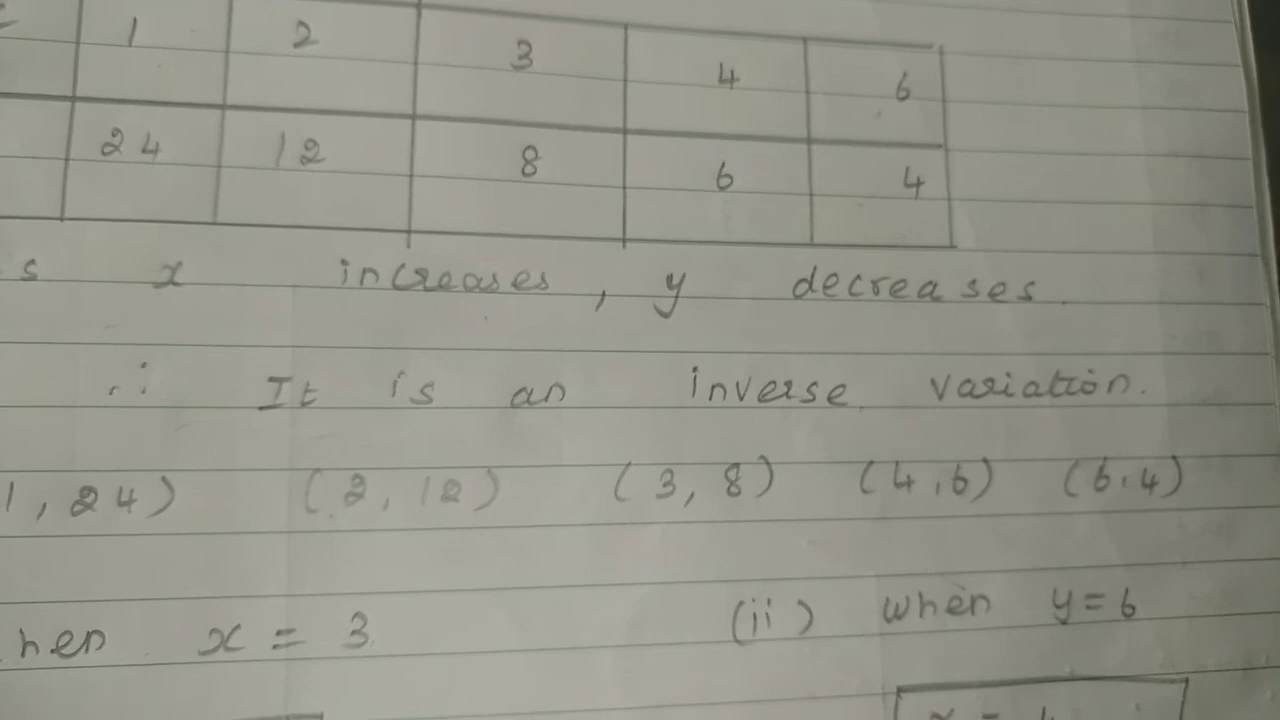 1 2 3 4 6
24 12 8 6 4
s x increases, y decreases.
∴ It is an inverse variation.
1, 24) (2, 12) (3, 8) (4, 6) (6, 4)
hen x = 3 (ii) when y = 6